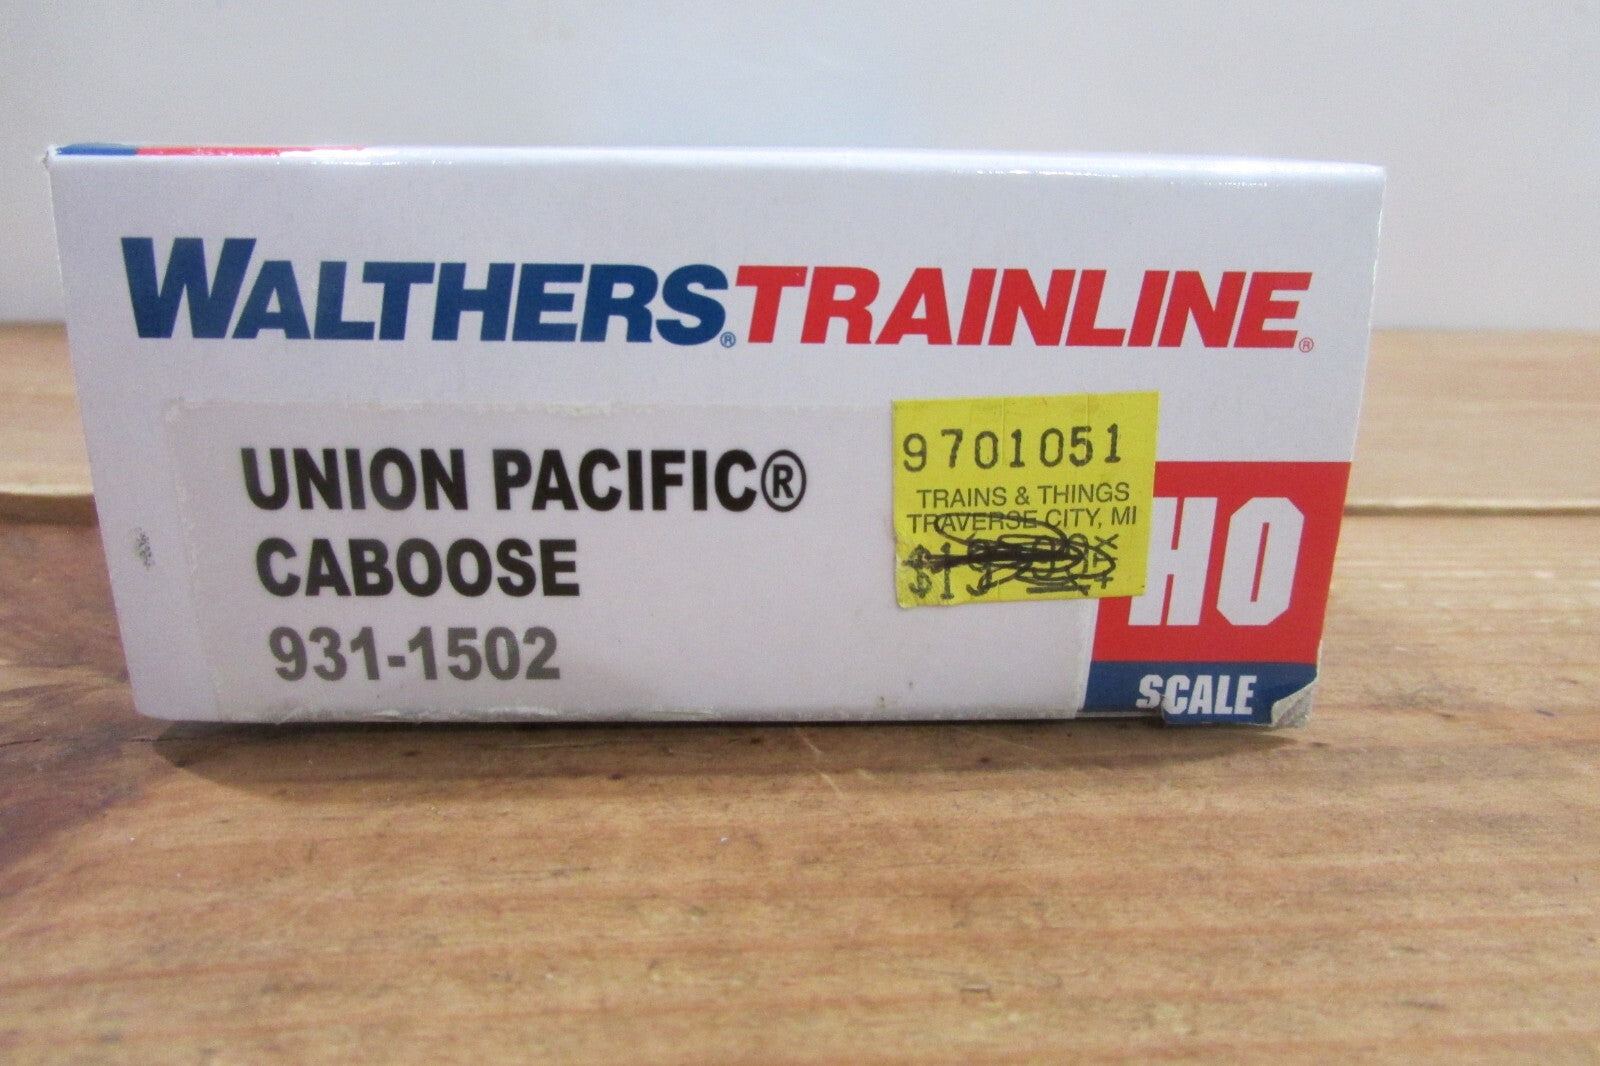 WALTHERS® TRAINLINE®
UNION PACIFIC®
CABOOSE
931-1502
9701051
TRAINS & THINGS
TRAVERSE CITY, MI
HO
SCALE